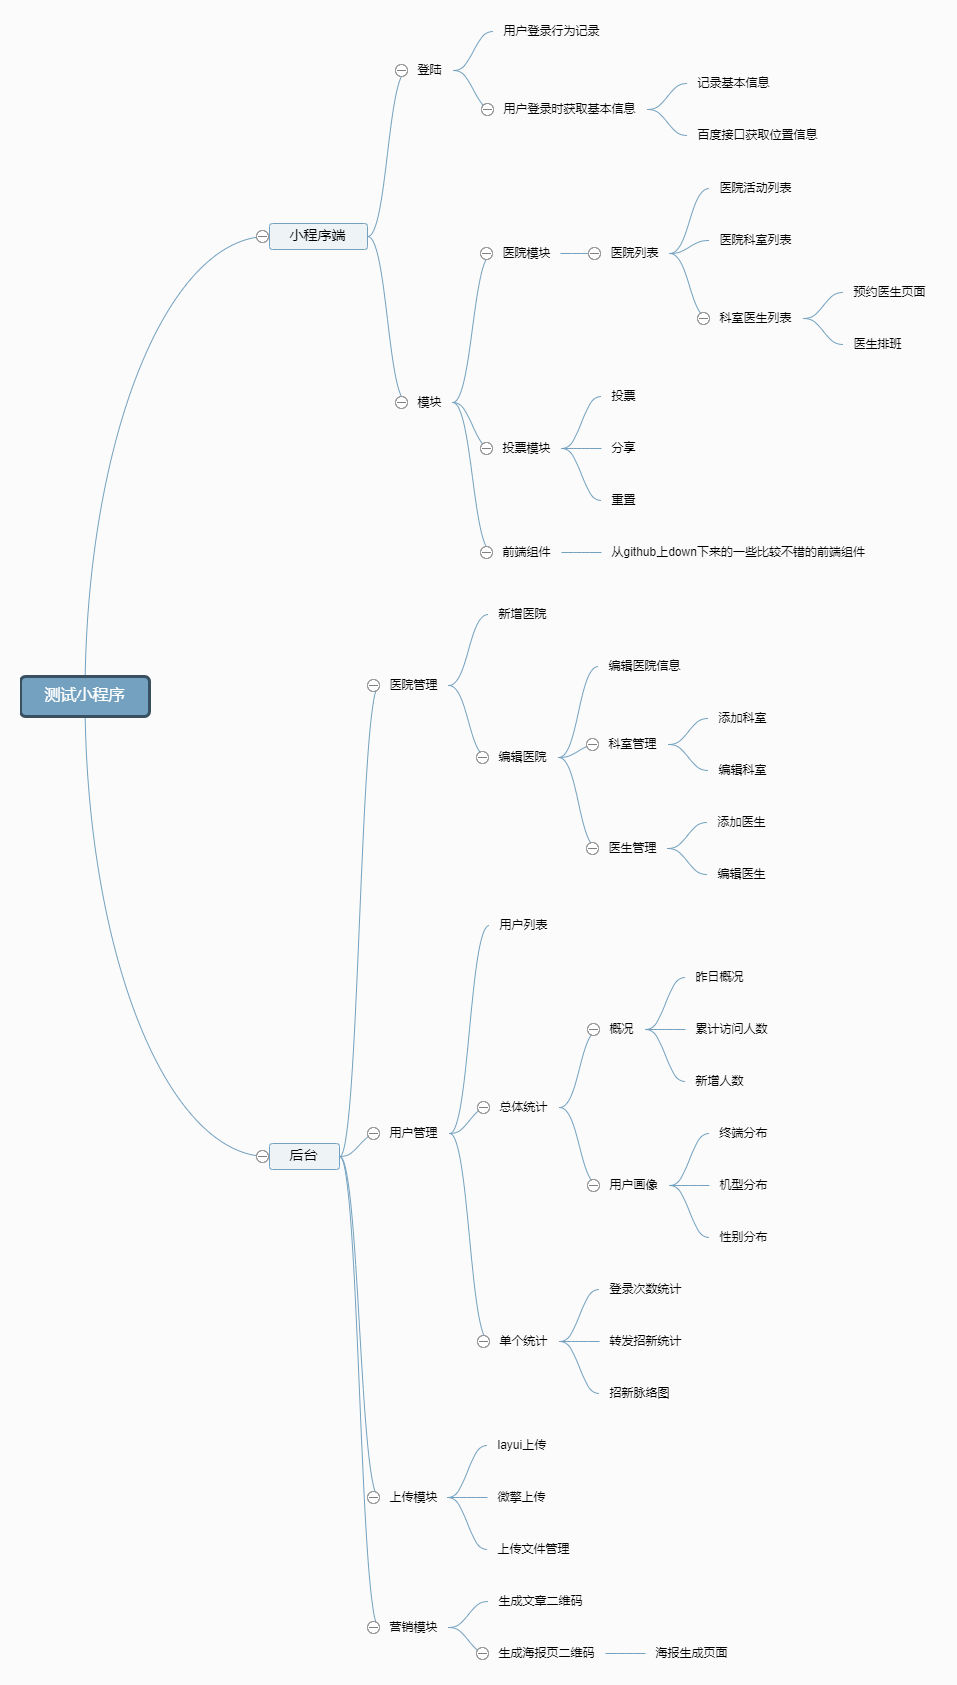 测试小程序
小程序端
登陆
用户登录行为记录
用户登录时获取基本信息
记录基本信息
百度接口获取位置信息
模块
医院模块
医院列表
医院活动列表
医院科室列表
科室医生列表
预约医生页面
医生排班
投票模块
投票
分享
重置
前端组件
从github上down下来的一些比较不错的前端组件
后台
医院管理
新增医院
编辑医院
编辑医院信息
科室管理
添加科室
编辑科室
医生管理
添加医生
编辑医生
用户管理
用户列表
总体统计
概况
昨日概况
累计访问人数
新增人数
用户画像
终端分布
机型分布
性别分布
单个统计
登录次数统计
转发招新统计
招新脉络图
上传模块
layui上传
微擎上传
上传文件管理
营销模块
生成文章二维码
生成海报页二维码
海报生成页面